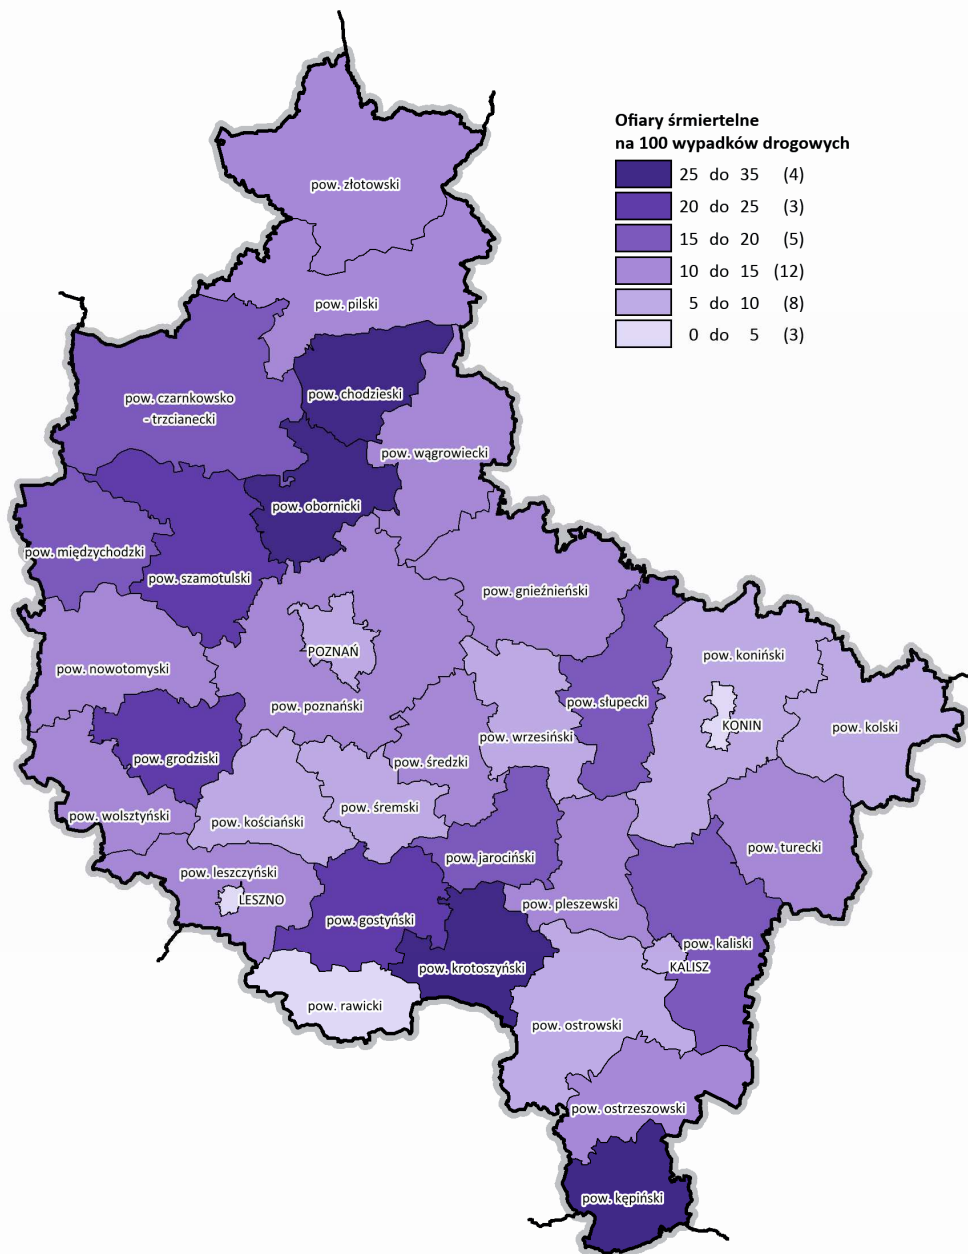 Ofiary śrmiertelne
na 100 wypadków drogowych
25 do 35 (4)
20 do 25 (3)
15 do 20 (5)
10 do 15 (12)
5 do 10 (8)
0 do 5 (3)
pow. złotowski
pow. pilski
pow. czarnkowsko
- trzcianecki
pow. chodzieski
pow. wągrowiecki
pow. obornicki
pow. międzychodzki
pow. szamotulski
pow. gnieźnieński
POZNAŃ
pow. koniński
pow. nowotomyski
pow. poznański
pow. słupecki
KONIN
pow. kolski
pow. wrzesiński
pow. grodziski
pow. średzki
pow. śremski
pow. wolsztyński
pow. kościański
pow. turecki
pow. jarociński
pow. leszczyński
LESZNO
pow. pleszewski
pow. gostyński
pow. kaliski
KALISZ
pow. krotoszyński
pow. rawicki
pow. ostrowski
pow. ostrzeszowski
pow. kępiński